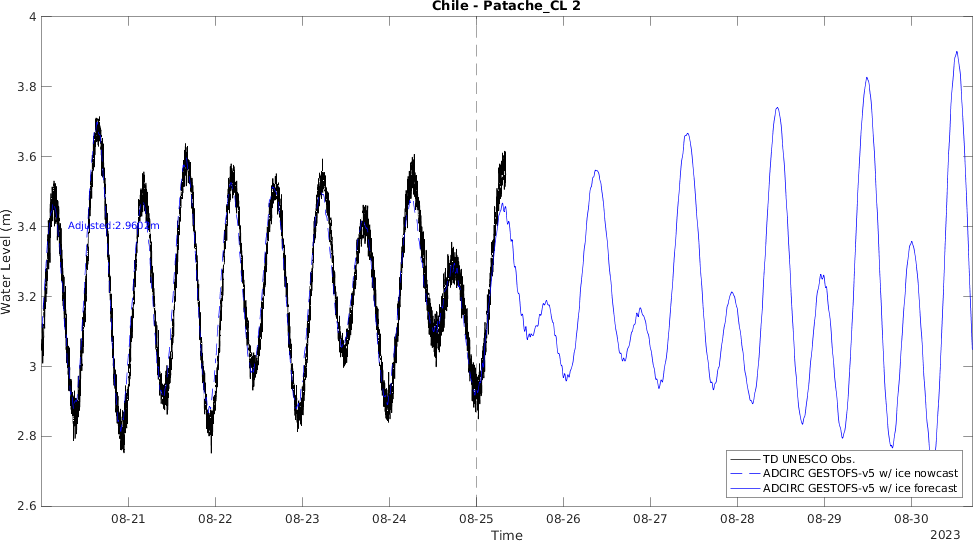 Chile - Patache_CL 2
Water Level (m)
4
3.8
3.6
3.4
3.2
3
2.8
2.6
Adjusted:2.9602m
TD UNESCO Obs.
ADCIRC GESTOFS-v5 w/ ice nowcast
ADCIRC GESTOFS-v5 w/ ice forecast
08-21 08-22 08-23 08-24 08-25 08-26 08-27 08-28 08-29 08-30
Time
2023